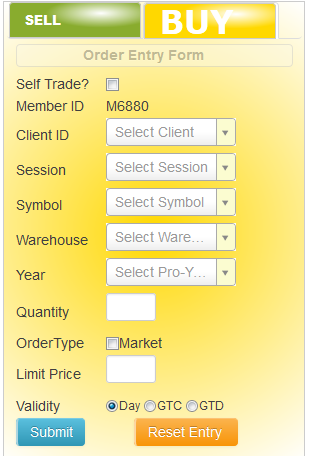 SELL BUY
Order Entry Form
Self Trade?
Member ID M6880
Client ID Select Client
Session Select Session
Symbol Select Symbol
Warehouse Select Ware...
Year Select Pro-Y...
Quantity
OrderType Market
Limit Price
Validity Day GTC GTD
Submit Reset Entry